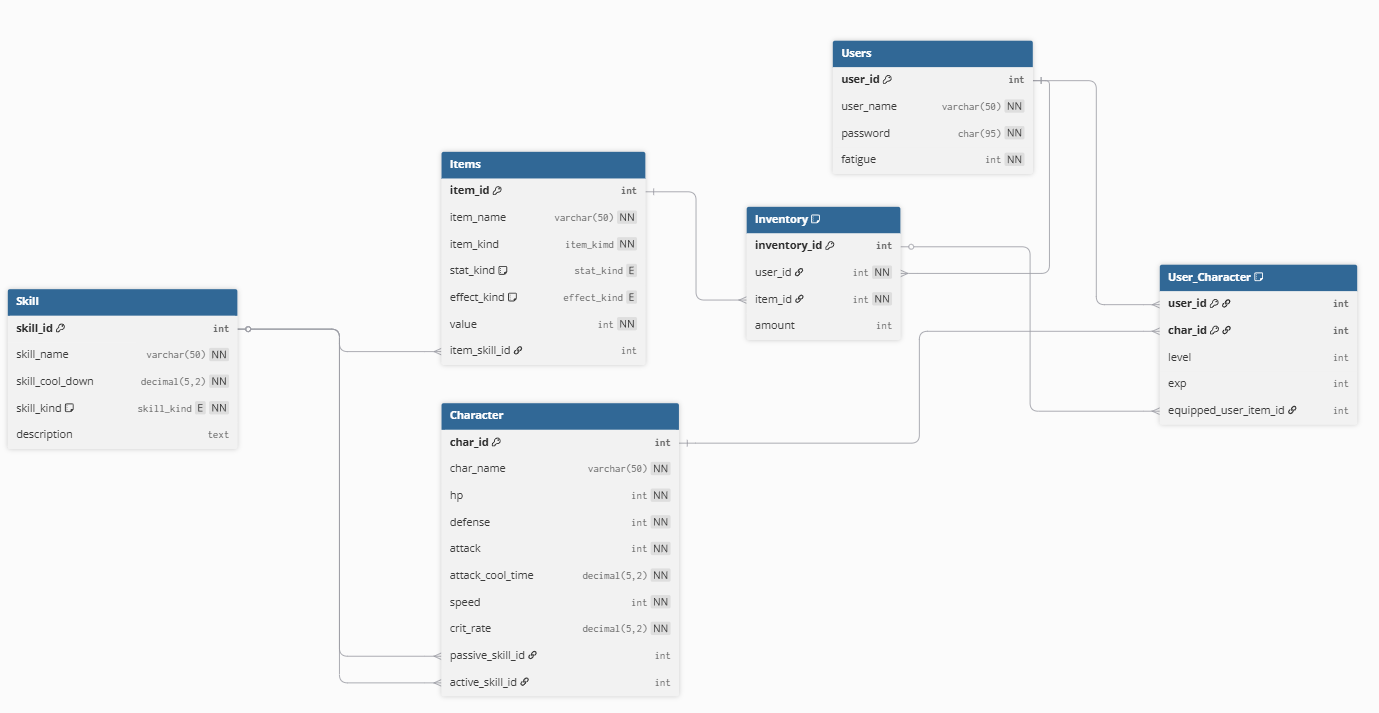 Users
user_id int
user_name varchar(50) NN
password char(95) NN
fatigue int NN
Items
item_id int
item_name varchar(50) NN
item_kind item_kimd NN
stat_kind stat_kind E
effect_kind effect_kind E
value int NN
item_skill_id int
Inventory
inventory_id int
user_id int NN
item_id int NN
amount int
User_Character
user_id int
char_id int
level int
exp int
equipped_user_item_id int
Skill
skill_id int
skill_name varchar(50) NN
skill_cool_down decimal(5,2) NN
skill_kind skill_kind E NN
description text
Character
char_id int
char_name varchar(50) NN
hp int NN
defense int NN
attack int NN
attack_cool_time decimal(5,2) NN
speed int NN
crit_rate decimal(5,2) NN
passive_skill_id int
active_skill_id int